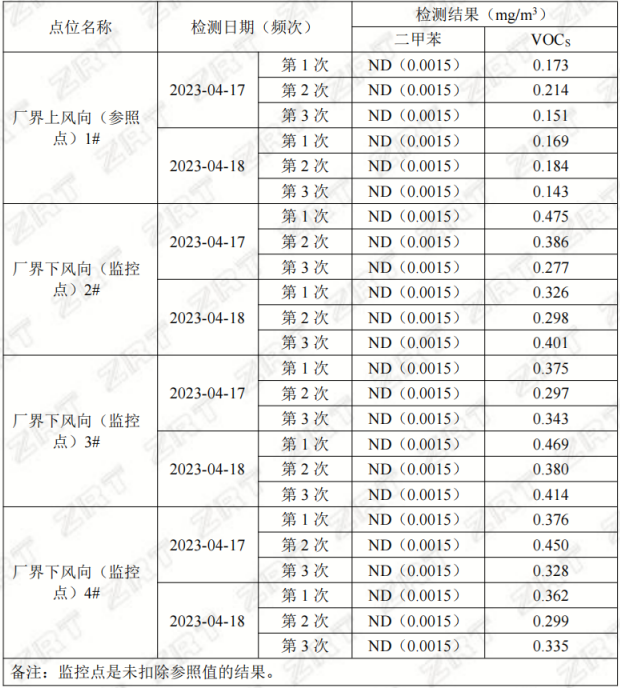 点位名称 检测日期（频次） 检测结果（mg/m³）
二甲苯 VOCs
厂界上风向（参照点）1# 2023-04-17 第 1 次 ND（0.0015） 0.173
第 2 次 ND（0.0015） 0.214
第 3 次 ND（0.0015） 0.151
2023-04-18 第 1 次 ND（0.0015） 0.169
第 2 次 ND（0.0015） 0.184
第 3 次 ND（0.0015） 0.143
厂界下风向（监控点）2# 2023-04-17 第 1 次 ND（0.0015） 0.475
第 2 次 ND（0.0015） 0.386
第 3 次 ND（0.0015） 0.277
2023-04-18 第 1 次 ND（0.0015） 0.326
第 2 次 ND（0.0015） 0.298
第 3 次 ND（0.0015） 0.401
厂界下风向（监控点）3# 2023-04-17 第 1 次 ND（0.0015） 0.375
第 2 次 ND（0.0015） 0.297
第 3 次 ND（0.0015） 0.343
2023-04-18 第 1 次 ND（0.0015） 0.469
第 2 次 ND（0.0015） 0.380
第 3 次 ND（0.0015） 0.414
厂界下风向（监控点）4# 2023-04-17 第 1 次 ND（0.0015） 0.376
第 2 次 ND（0.0015） 0.450
第 3 次 ND（0.0015） 0.328
2023-04-18 第 1 次 ND（0.0015） 0.362
第 2 次 ND（0.0015） 0.299
第 3 次 ND（0.0015） 0.335
备注：监控点是未扣除参照值的结果。